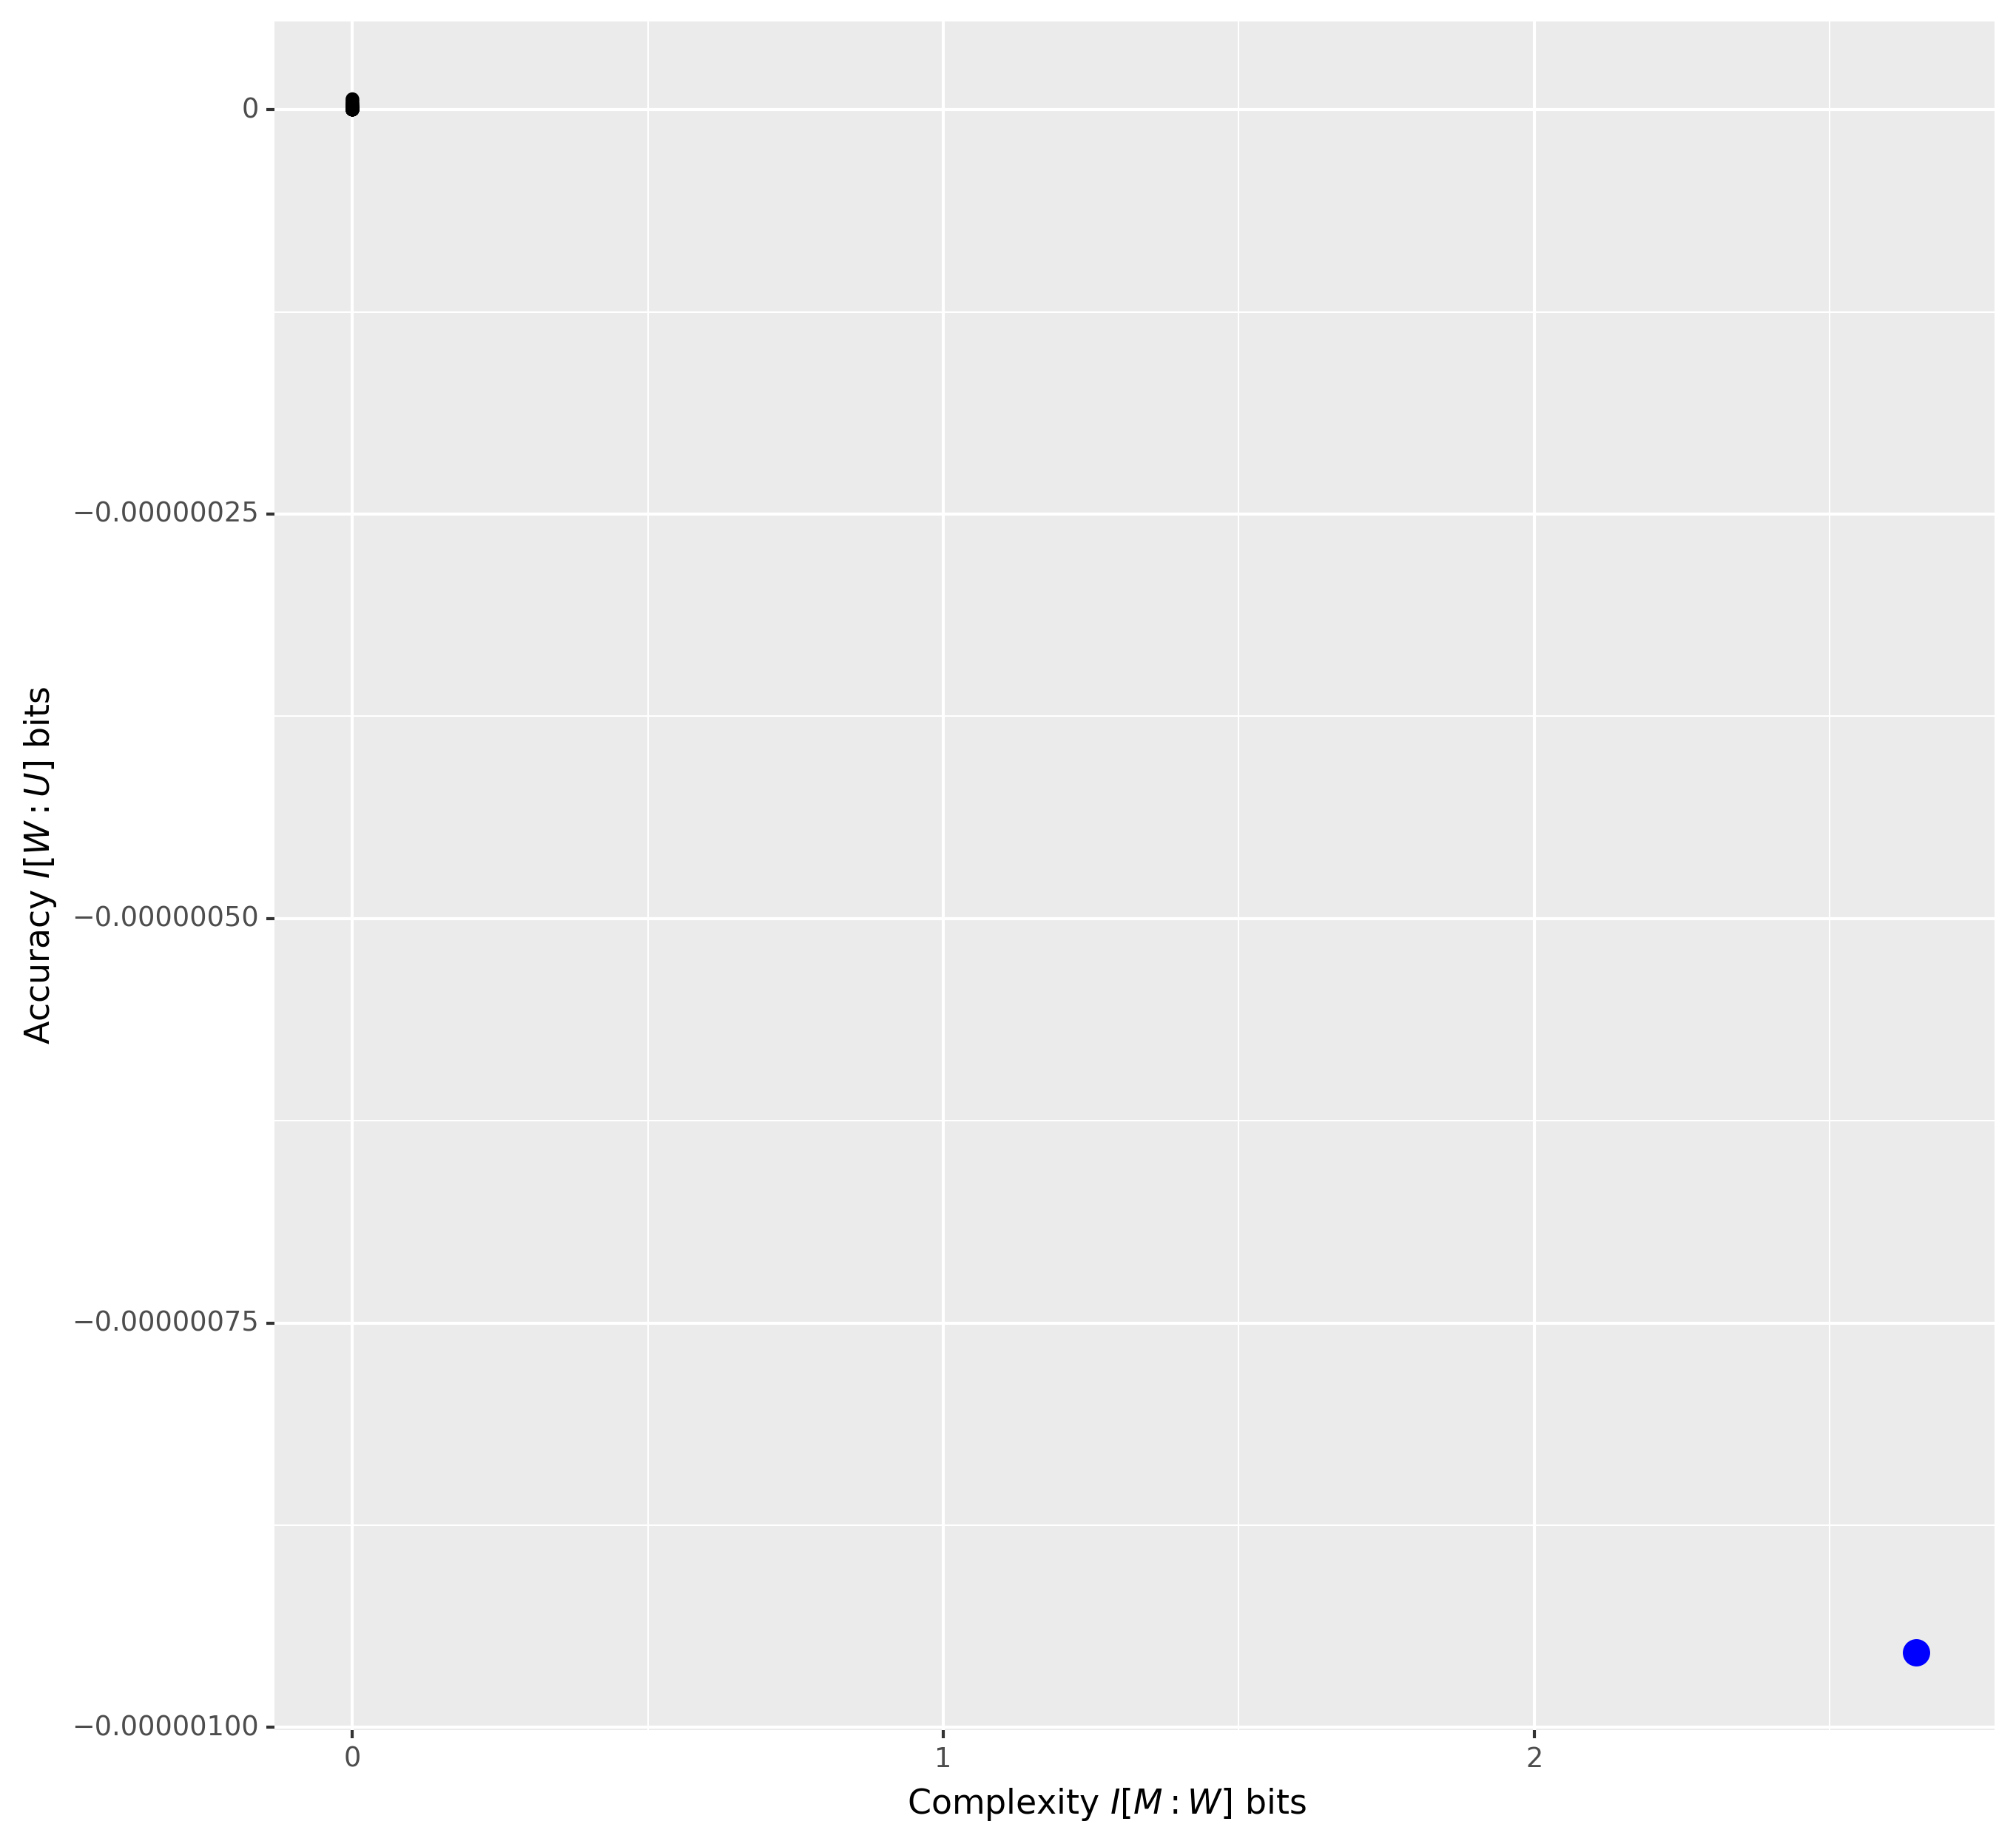 0
−0.00000025
−0.00000050
−0.00000075
−0.00000100
Accuracy I[W : U] bits
0 1 2
Complexity I[M : W] bits